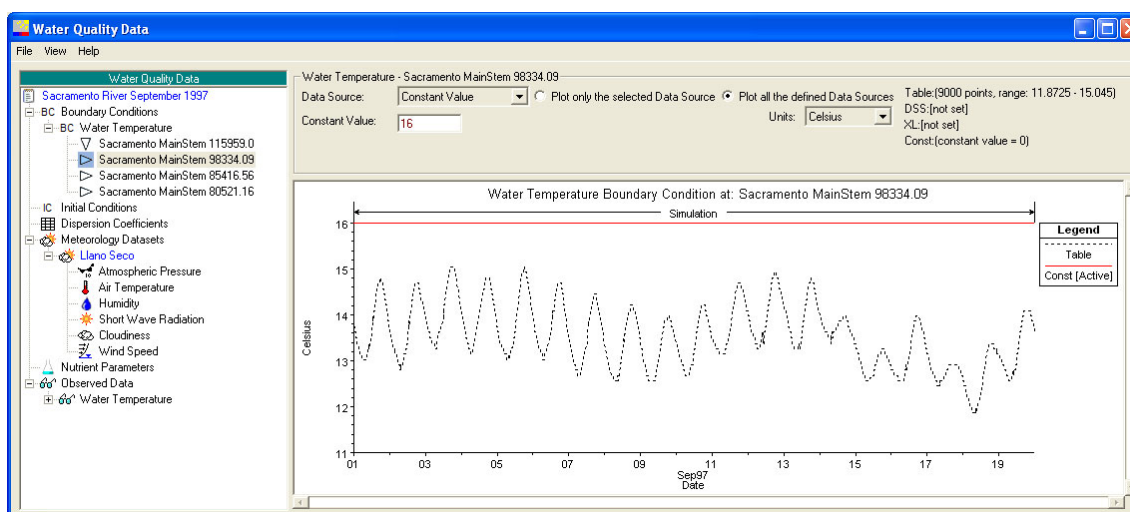 Water Quality Data
File View Help
Water Quality Data
Sacramento River September 1997
BC Boundary Conditions
BC Water Temperature
Sacramento MainStem 115959.0
Sacramento MainStem 98334.09
Sacramento MainStem 85416.56
Sacramento MainStem 80521.16
IC Initial Conditions
Dispersion Coefficients
Meteorology Datasets
Llano Seco
Atmospheric Pressure
Air Temperature
Humidity
Short Wave Radiation
Cloudiness
Wind Speed
Nutrient Parameters
Observed Data
Water Temperature
Water Temperature - Sacramento MainStem 98334.09
Data Source: Constant Value Plot only the selected Data Source Plot all the defined Data Sources
Constant Value: 16 Units: Celsius
Table:(9000 points, range: 11.8725 - 15.045)
DSS:[not set]
XL:[not set]
Const:(constant value = 0)
Water Temperature Boundary Condition at: Sacramento MainStem 98334.09
Simulation
Legend
Table
Const [Active]
Celsius
16
15
14
13
12
11
01 03 05 07 09 11 13 15 17 19
Sep97
Date